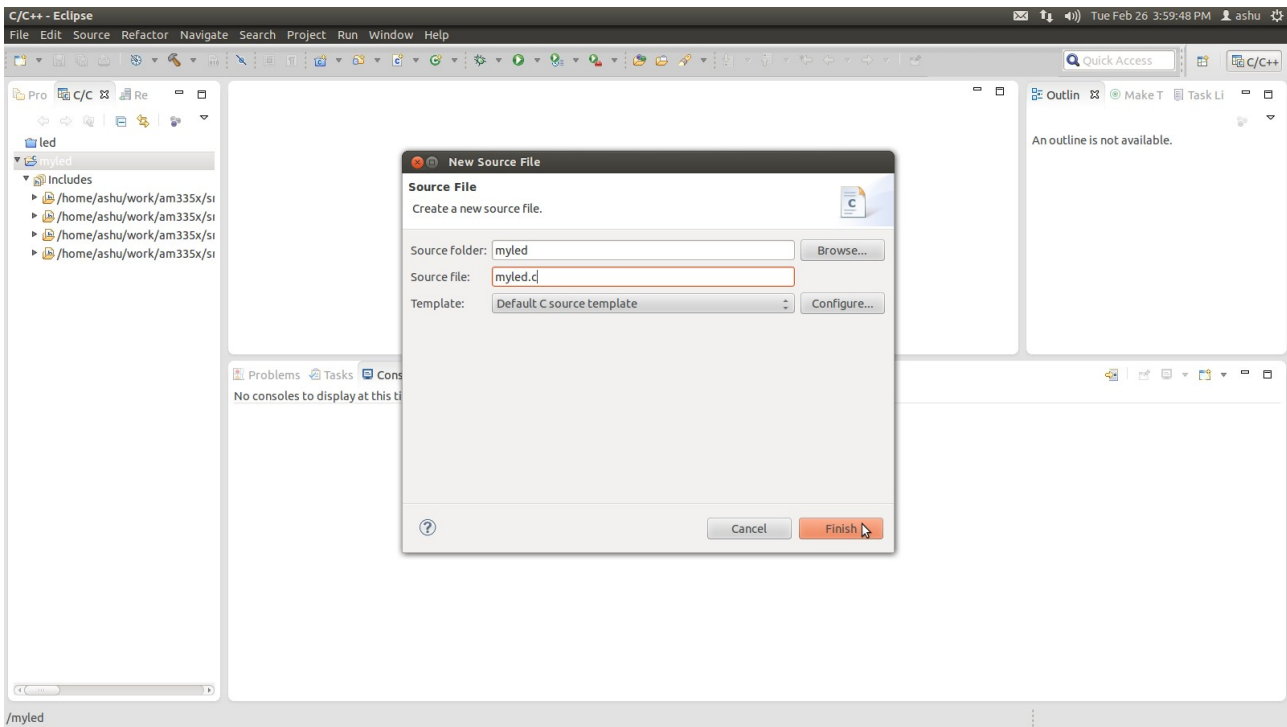 C/C++ - Eclipse
Tue Feb 26 3:59:48 PM ashu
File Edit Source Refactor Navigate Search Project Run Window Help
Quick Access
C/C++
Pro C/C Re
Outlin Make T Task Li
led
An outline is not available.
myled
Includes
/home/ashu/work/am335x/sr
/home/ashu/work/am335x/sr
/home/ashu/work/am335x/sr
/home/ashu/work/am335x/sr
New Source File
Source File
Create a new source file.
c
Source folder: myled Browse...
Source file: myled.c
Template: Default C source template Configure...
Problems Tasks Cons
No consoles to display at this ti
? Cancel Finish
/myled